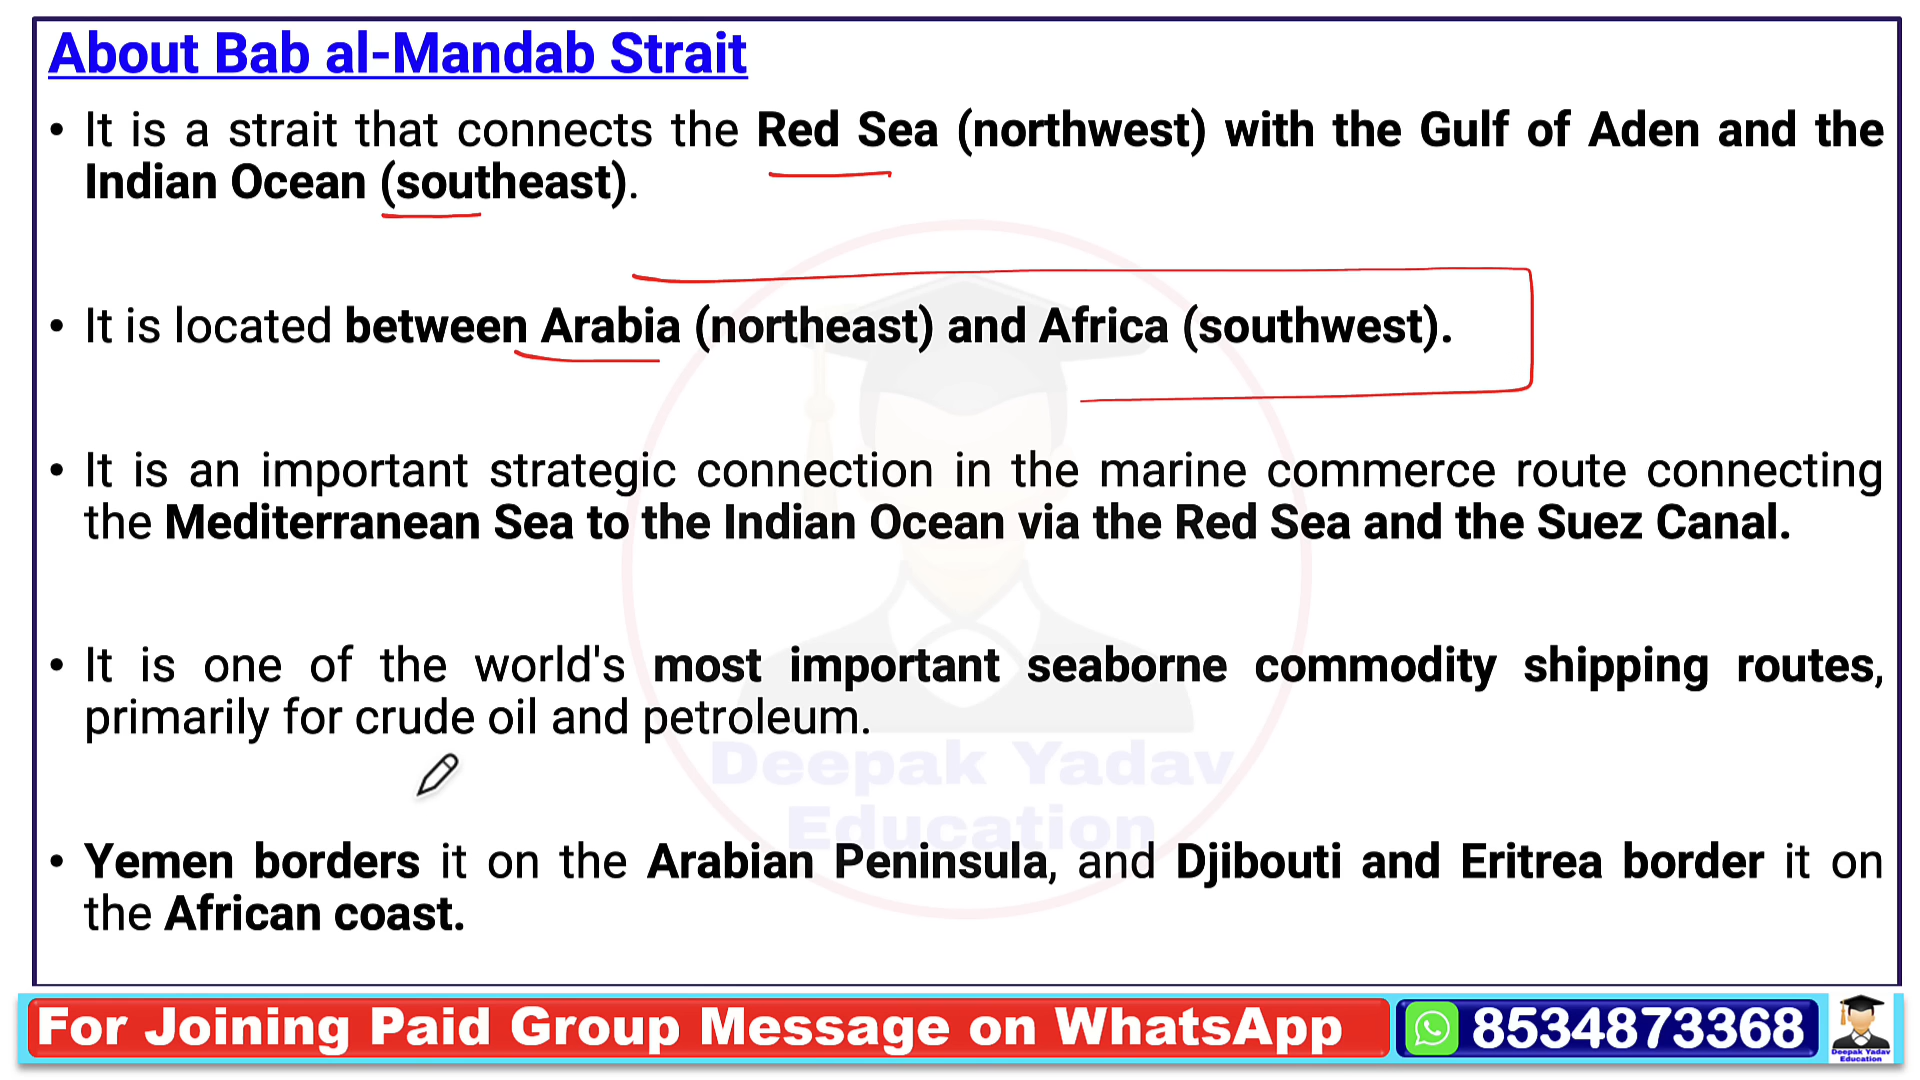 About Bab al-Mandab Strait
• It is a strait that connects the Red Sea (northwest) with the Gulf of Aden and the
Indian Ocean (southeast).
• It is located between Arabia (northeast) and Africa (southwest).
• It is an important strategic connection in the marine commerce route connecting
the Mediterranean Sea to the Indian Ocean via the Red Sea and the Suez Canal.
• It is one of the world's most important seaborne commodity shipping routes,
primarily for crude oil and petroleum.
Deepak Yadav
Education
• Yemen borders it on the Arabian Peninsula, and Djibouti and Eritrea border it on
the African coast.
For Joining Paid Group Message on WhatsApp
8534873368
Deepak Yadav
Education